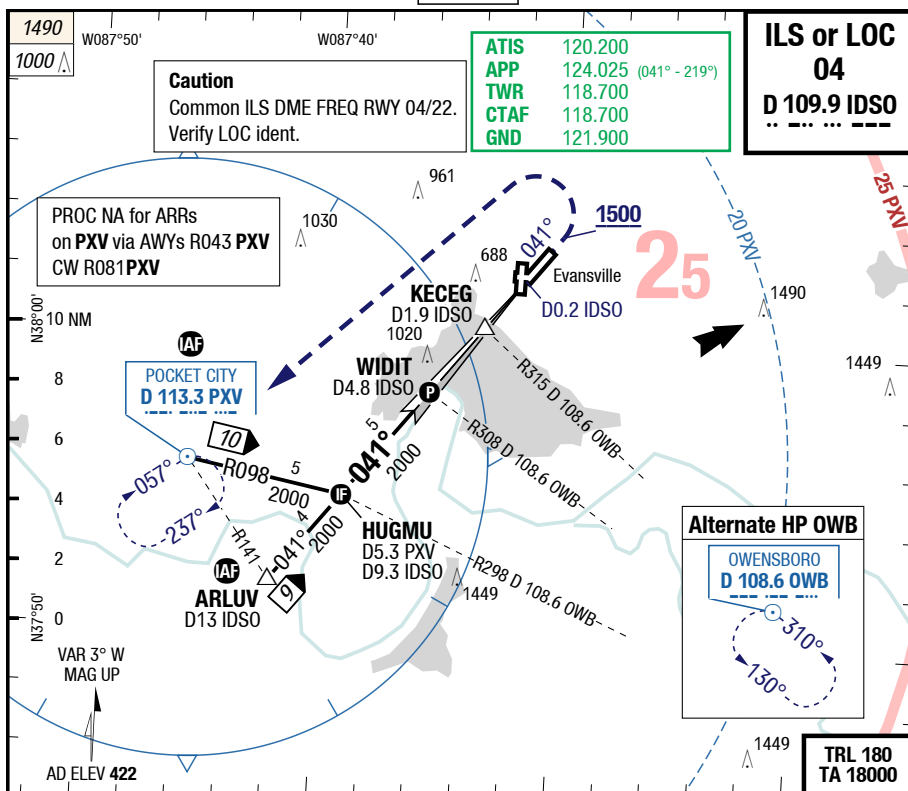 1490
1000
W087°50'
W087°40'
Caution
Common ILS DME FREQ RWY 04/22.
Verify LOC ident.
ATIS 120.200
APP 124.025 (041° - 219°)
TWR 118.700
CTAF 118.700
GND 121.900
ILS or LOC
04
D 109.9 IDSO
PROC NA for ARRs
on PXV via AWYs R043 PXV
CW R081 PXV
961
1030
688
1020
1500
041°
25
20 PXV
25 PXV
Evansville
D0.2 IDSO
KECEG
D1.9 IDSO
1490
1449
N38°00'
10 NM
8
6
4
2
0
N37°50'
IAF
POCKET CITY
D 113.3 PXV
WIDIT
D4.8 IDSO
P
R315 D 108.6 OWB
R308 D 108.6 OWB
R298 D 108.6 OWB
10
R098
5
2000
041°
5
2000
IF
HUGMU
D5.3 PXV
D9.3 IDSO
057°
237°
R141
041°
4
2000
9
IAF
ARLUV
D13 IDSO
1449
Alternate HP OWB
OWENSBORO
D 108.6 OWB
310°
130°
VAR 3° W
MAG UP
AD ELEV 422
1449
TRL 180
TA 18000